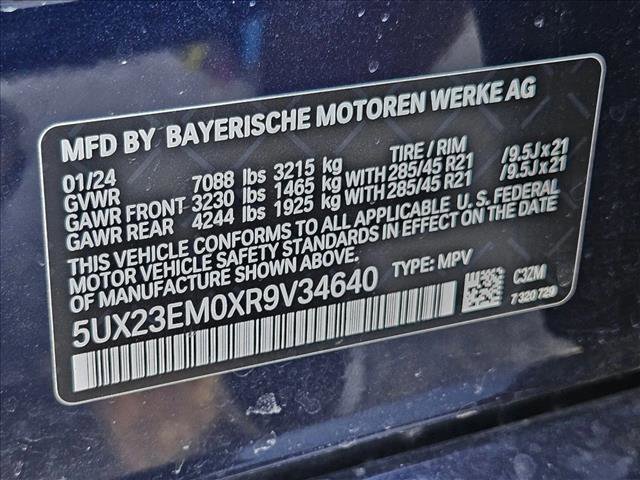 MFD BY BAYERISCHE MOTOREN WERKE AG
01/24 TIRE / RIM
GVWR 7088 lbs 3215 kg
GAWR FRONT 3230 lbs 1465 kg WITH 285/45 R21 /9.5J x 21
GAWR REAR 4244 lbs 1925 kg WITH 285/45 R21 /9.5J x 21
THIS VEHICLE CONFORMS TO ALL APPLICABLE U. S. FEDERAL
MOTOR VEHICLE SAFETY STANDARDS IN EFFECT ON THE DATE
OF MANUFACTURE SHOWN ABOVE.
5UX23EM0XR9V34640 TYPE: MPV
C3ZM
7 320 729